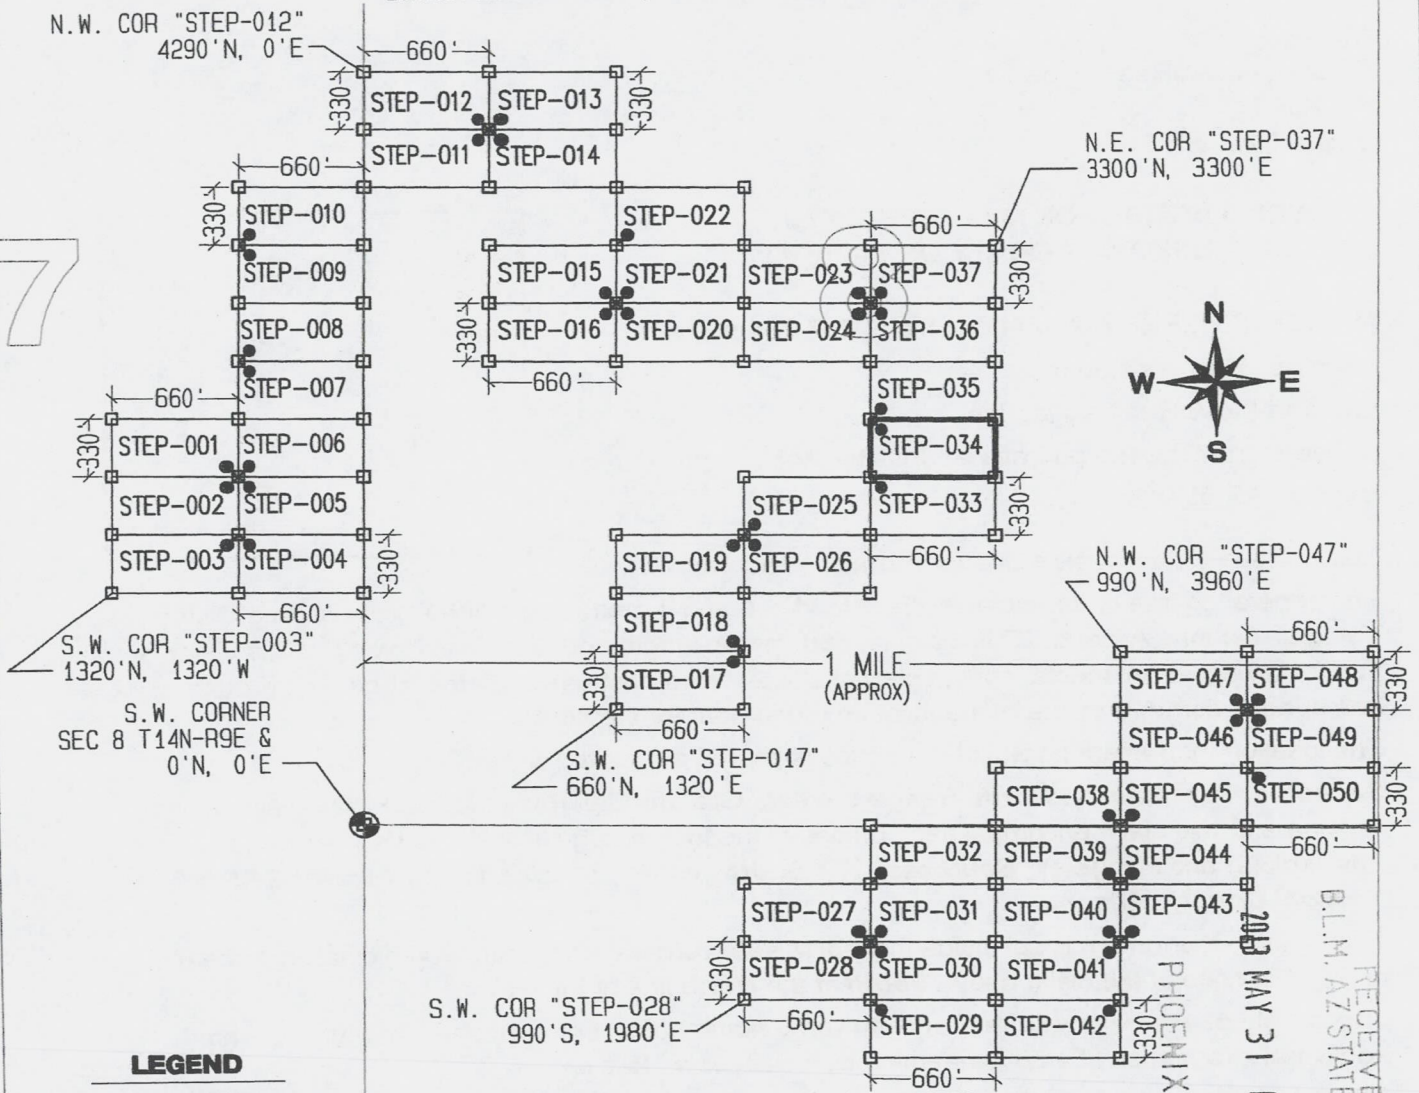 N.W. COR "STEP-012"
4290'N, 0'E
660'
330'
STEP-012
STEP-013
330'
STEP-011
STEP-014
N.E. COR "STEP-037"
3300'N, 3300'E
660'
330'
STEP-010
STEP-022
660'
7
STEP-009
STEP-015
STEP-021
STEP-023
8
STEP-037
330'
STEP-008
330'
STEP-016
STEP-020
STEP-024
STEP-036
N
W
E
S
STEP-007
660'
STEP-035
660'
330'
STEP-001
STEP-006
STEP-034
STEP-002
STEP-005
STEP-025
STEP-033
330'
STEP-003
STEP-004
330'
STEP-019
STEP-026
660'
N.W. COR "STEP-047"
990'N, 3960'E
660'
S.W. COR "STEP-003"
1320'N, 1320'W
STEP-018
660'
1 MILE
(APPROX)
330'
STEP-017
STEP-047
STEP-048
330'
S.W. CORNER
SEC 8 T14N-R9E &
0'N, 0'E
660'
S.W. COR "STEP-017"
660'N, 1320'E
STEP-046
STEP-049
STEP-038
STEP-045
STEP-050
330'
660'
STEP-032
STEP-039
STEP-044
STEP-027
STEP-031
STEP-040
STEP-043
330'
STEP-028
STEP-030
STEP-041
S.W. COR "STEP-028"
990'S, 1980'E
660'
STEP-029
STEP-042
330'
660'
LEGEND
B.L.M. AZ STATE
2013 MAY 31
PHOENIX